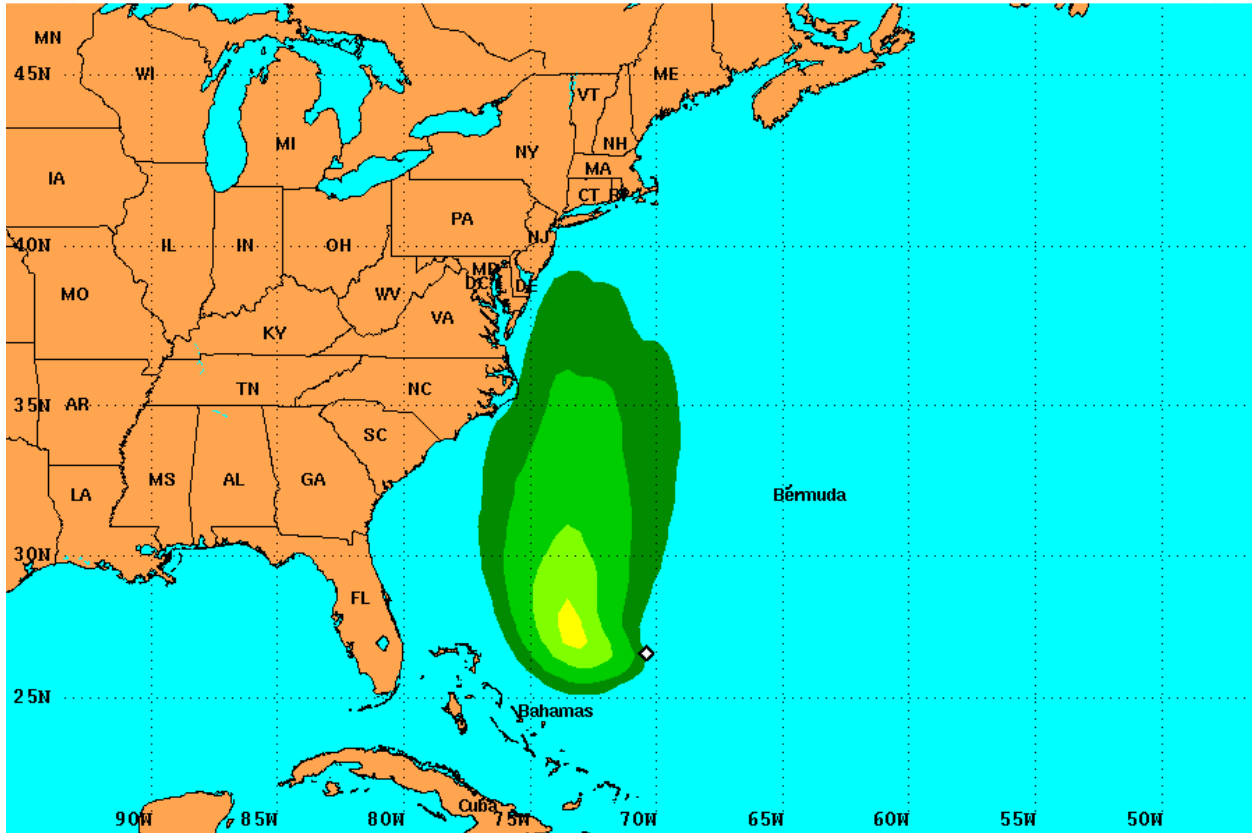 MN
WI
ME
45N
VT
MI
NY
NH
MA
IA
CT RI
PA
NJ
IL
IN
OH
40N
MD
DC
DE
MO
WV
VA
KY
TN
NC
AR
35N
SC
MS
AL
GA
LA
Bermuda
30N
FL
25N
Bahamas
Cuba
90W 85W 80W 75W 70W 65W 60W 55W 50W